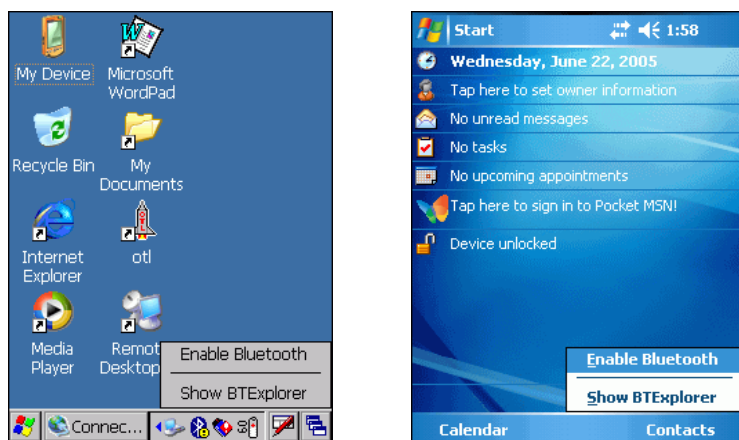 My Device
Microsoft
WordPad
Recycle Bin
My
Documents
Internet
Explorer
otl
Media
Player
Remot
Desktop
Enable Bluetooth
Show BTExplorer
Connec...
Start
1:58
Wednesday, June 22, 2005
Tap here to set owner information
No unread messages
No tasks
No upcoming appointments
Tap here to sign in to Pocket MSN!
Device unlocked
Enable Bluetooth
Show BTExplorer
Calendar
Contacts